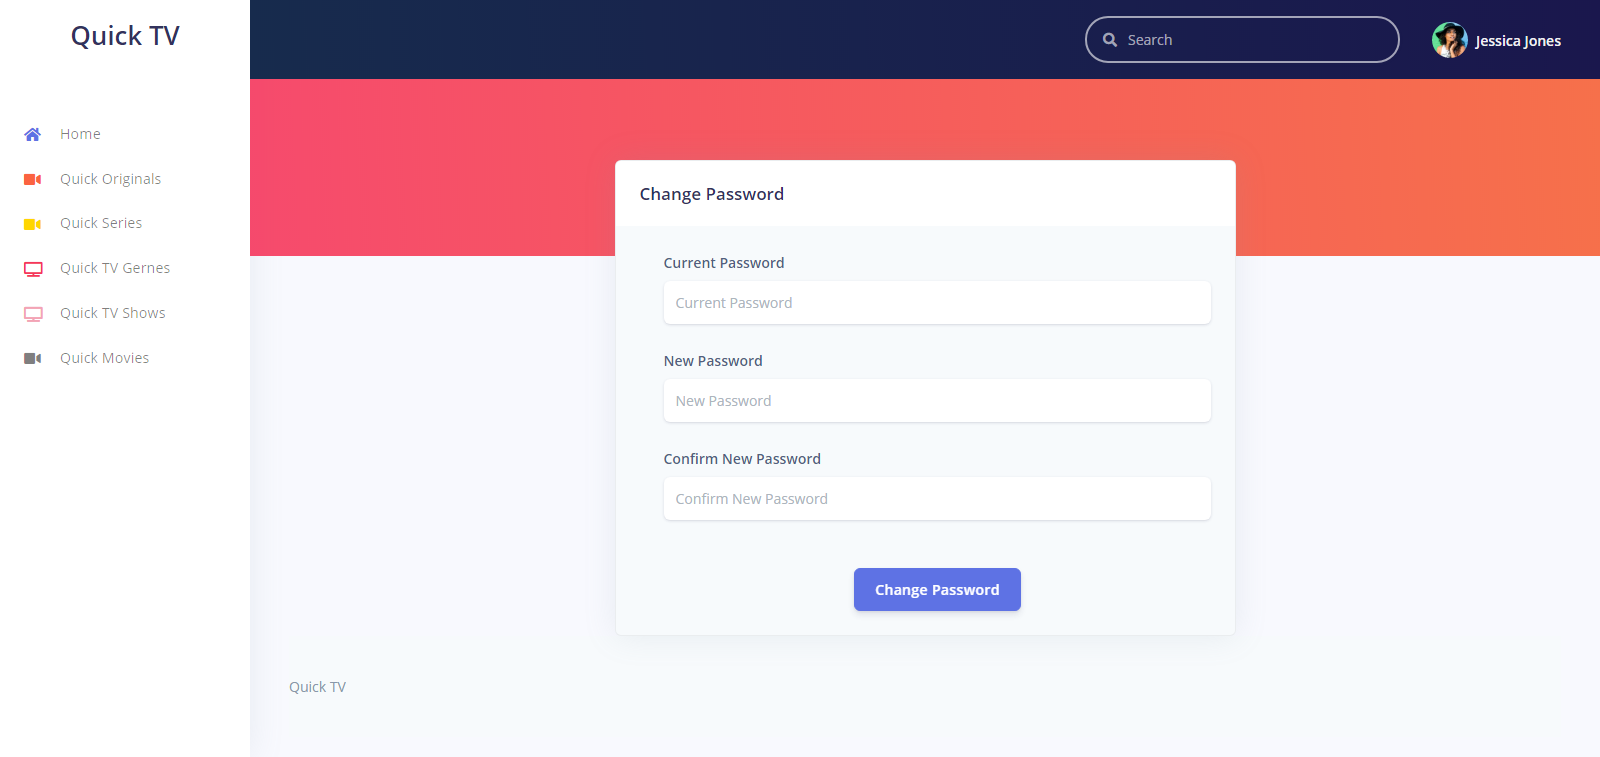 Quick TV
Search
Jessica Jones
Home
Quick Originals
Quick Series
Quick TV Gernes
Quick TV Shows
Quick Movies
Change Password
Current Password
Current Password
New Password
New Password
Confirm New Password
Confirm New Password
Change Password
Quick TV